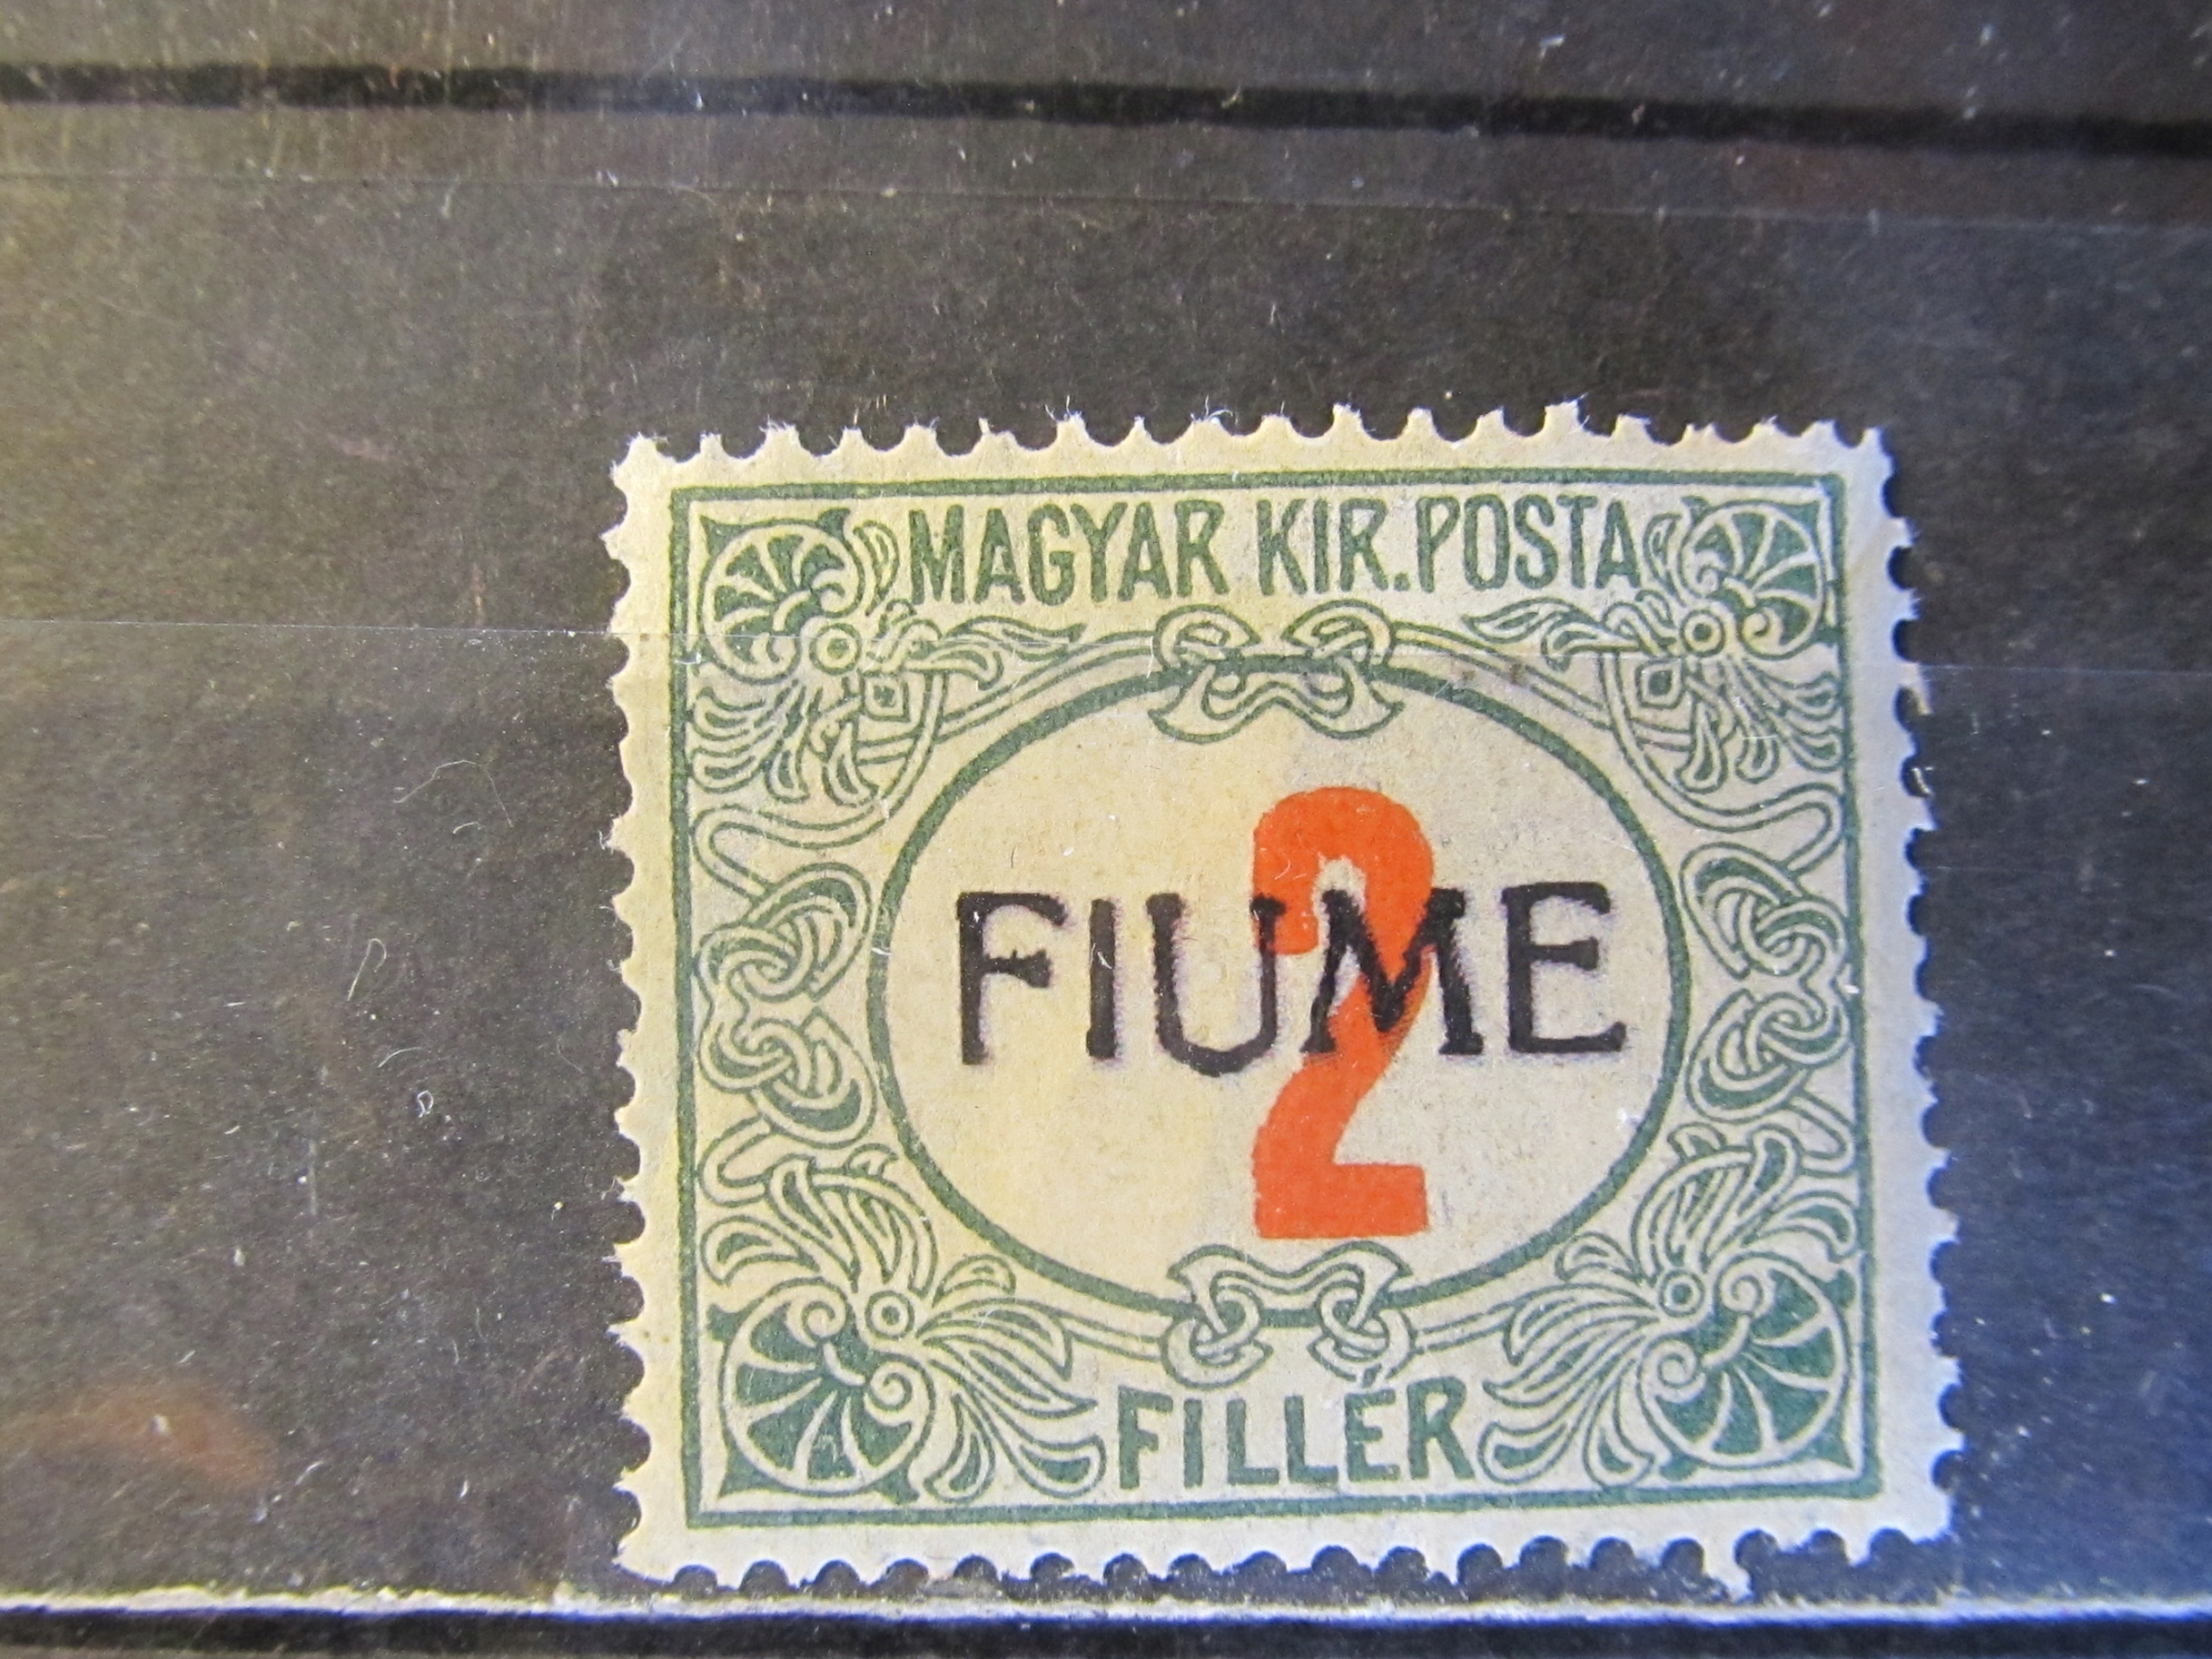 MAGYAR KIR. POSTA
2
FIUME
FILLÉR